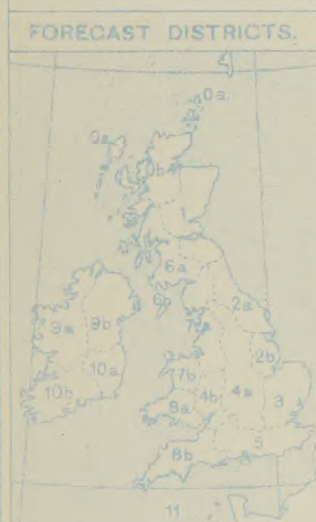 FORECAST DISTRICTS.
0a
0a
0b
6a
6b
2a
9a
9b
2b
7b
10a
4b
4a
3
10b
8a
5
8b
11